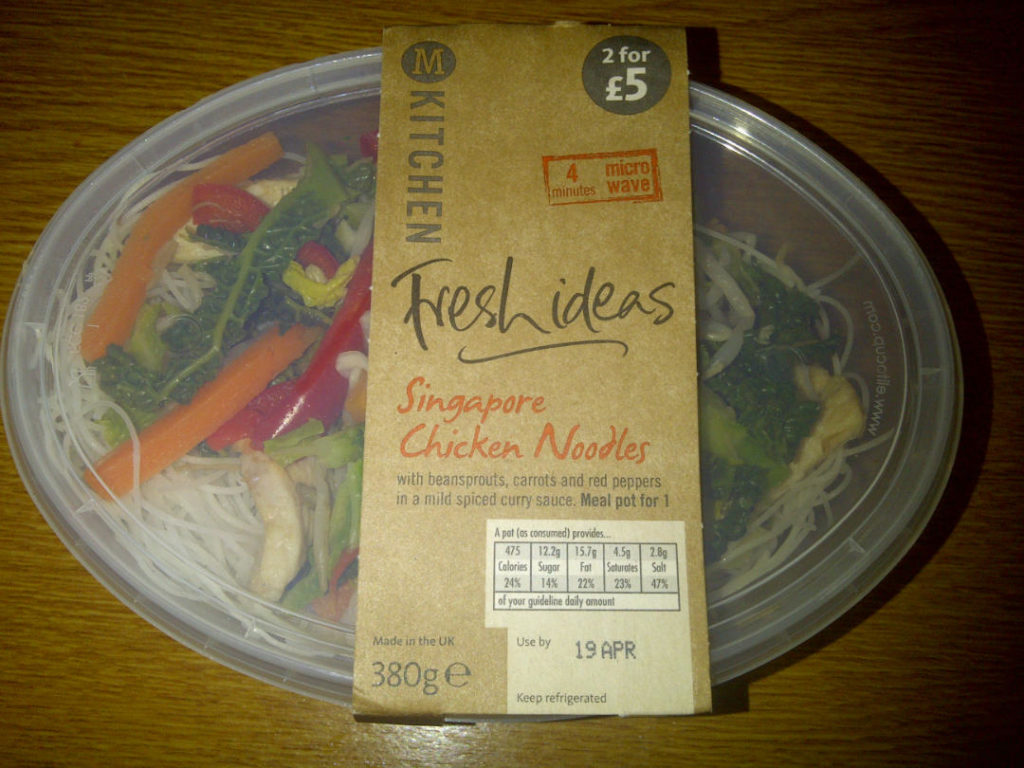 M
KITCHEN
2 for
£5
4
minutes
micro
wave
Fresh ideas
Singapore
Chicken Noodles
with beansprouts, carrots and red peppers
in a mild spiced curry sauce. Meal pot for 1
A pot (as consumed) provides...
475 12.2g 15.7g 4.5g 2.8g
Calories Sugar Fat Saturates Salt
24% 14% 22% 23% 47%
of your guideline daily amount
Made in the UK
380g e
Use by 19 APR
Keep refrigerated